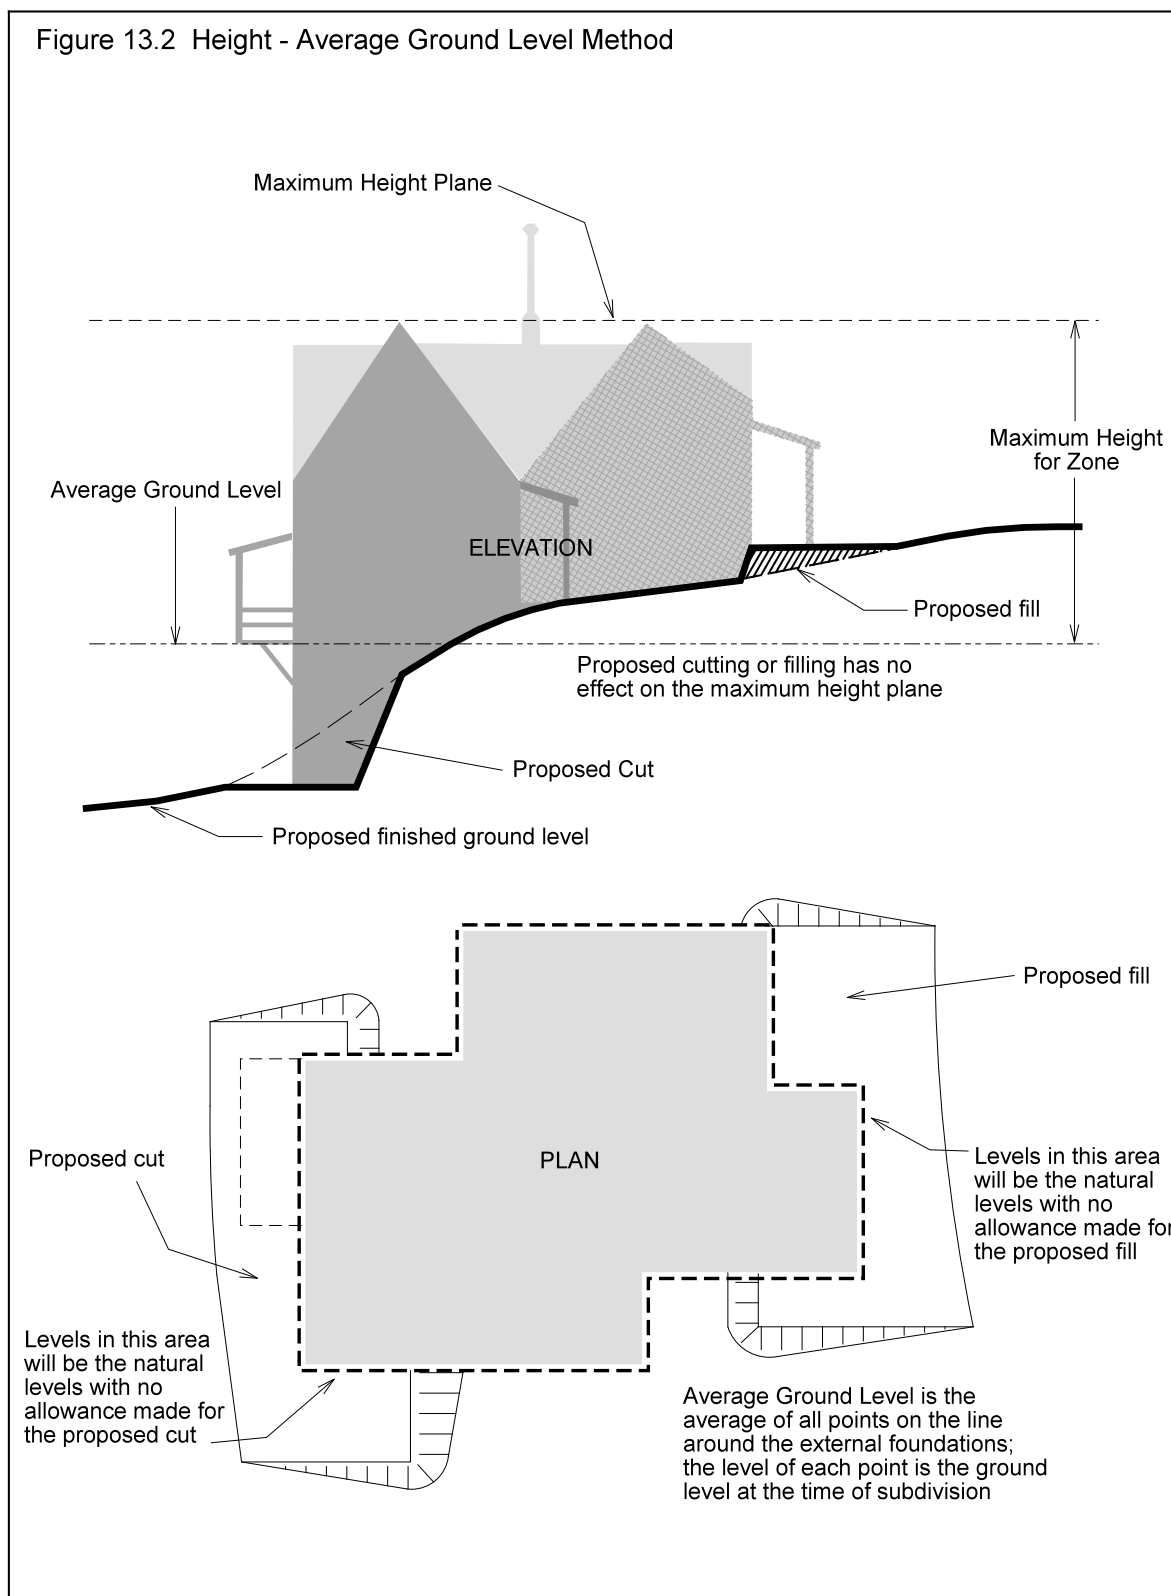 Figure 13.2  Height - Average Ground Level Method
Maximum Height Plane
Maximum Height
for Zone
Average Ground Level
ELEVATION
Proposed fill
Proposed cutting or filling has no
effect on the maximum height plane
Proposed Cut
Proposed finished ground level
Proposed fill
Proposed cut
PLAN
Levels in this area
will be the natural
levels with no
allowance made for
the proposed fill
Levels in this area
will be the natural
levels with no
allowance made for
the proposed cut
Average Ground Level is the
average of all points on the line
around the external foundations;
the level of each point is the ground
level at the time of subdivision